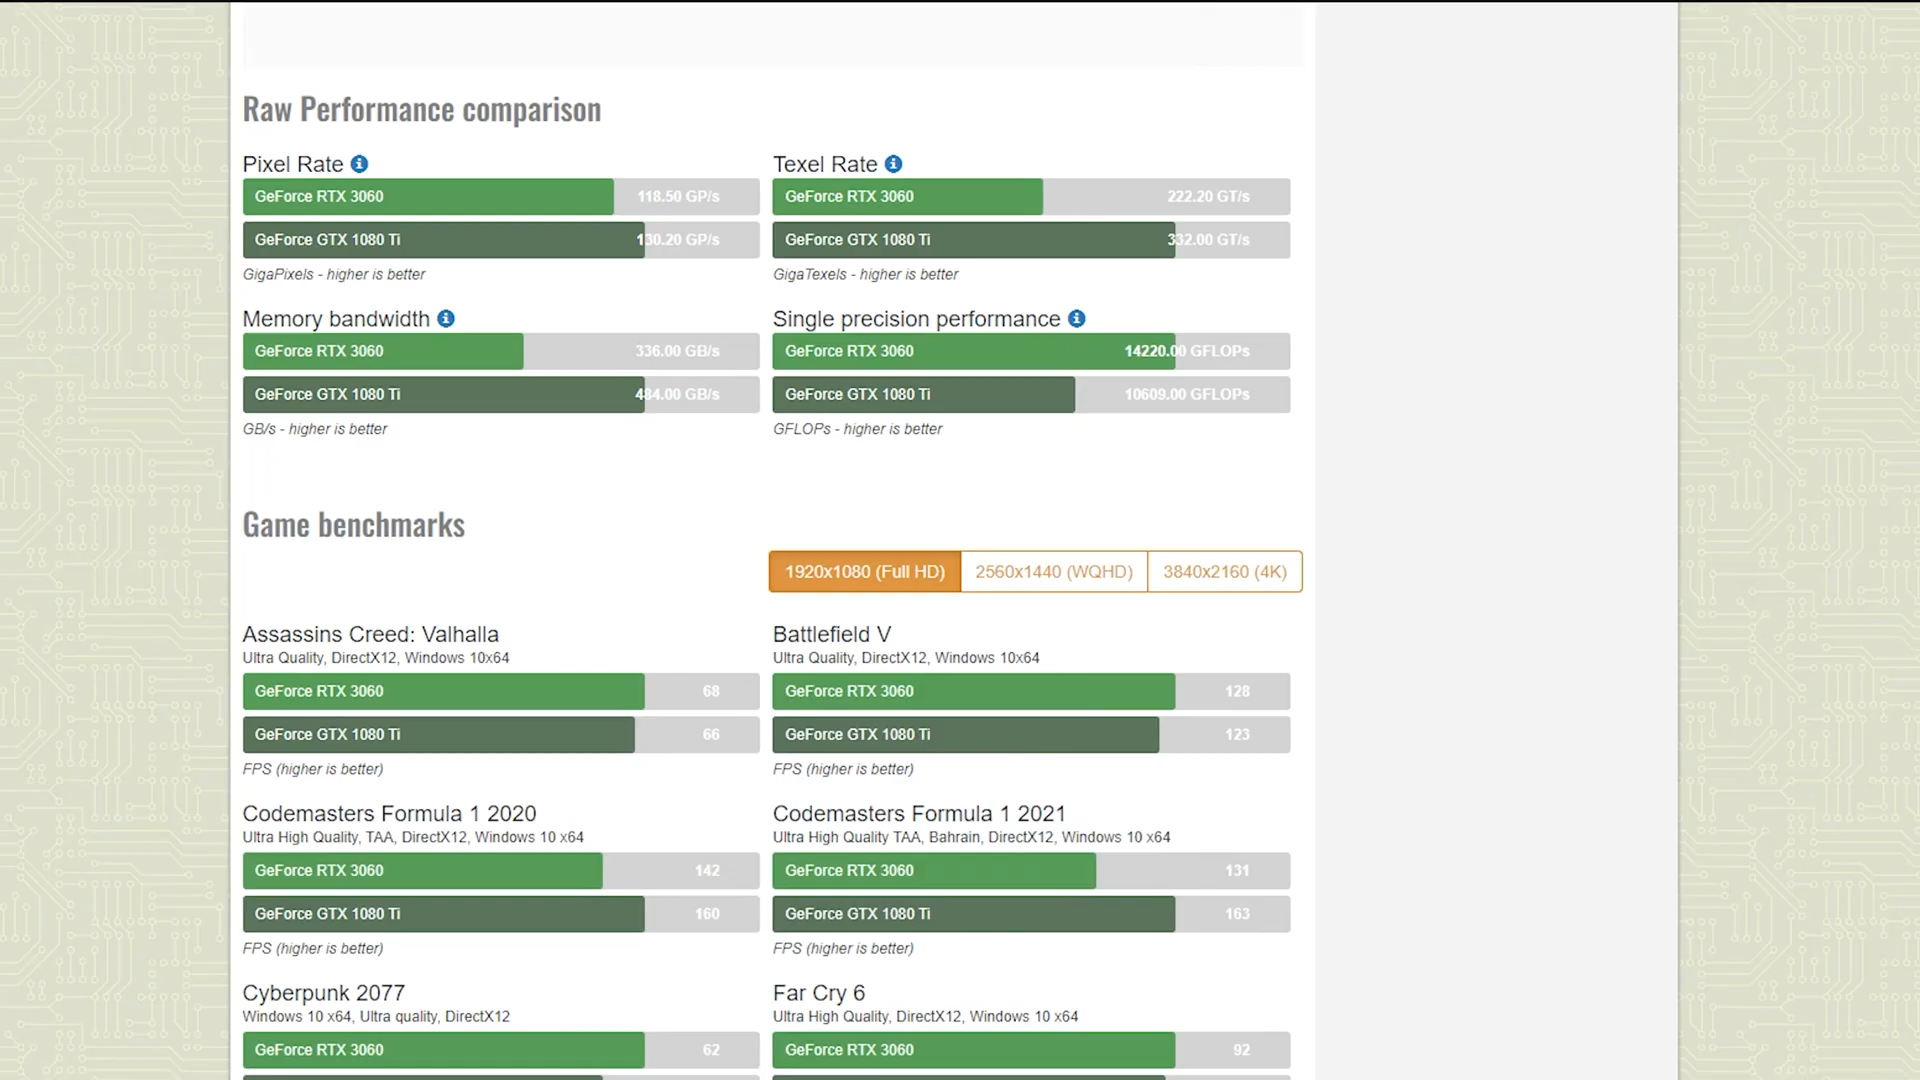 Raw Performance comparison
Pixel Rate
GeForce RTX 3060 118.50 GP/s
GeForce GTX 1080 Ti 130.20 GP/s
GigaPixels - higher is better
Texel Rate
GeForce RTX 3060 222.20 GT/s
GeForce GTX 1080 Ti 332.00 GT/s
GigaTexels - higher is better
Memory bandwidth
GeForce RTX 3060 336.00 GB/s
GeForce GTX 1080 Ti 484.00 GB/s
GB/s - higher is better
Single precision performance
GeForce RTX 3060 14220.00 GFLOPs
GeForce GTX 1080 Ti 10609.00 GFLOPs
GFLOPs - higher is better
Game benchmarks
1920x1080 (Full HD) 2560x1440 (WQHD) 3840x2160 (4K)
Assassins Creed: Valhalla
Ultra Quality, DirectX12, Windows 10x64
GeForce RTX 3060 68
GeForce GTX 1080 Ti 66
FPS (higher is better)
Battlefield V
Ultra Quality, DirectX12, Windows 10x64
GeForce RTX 3060 128
GeForce GTX 1080 Ti 123
FPS (higher is better)
Codemasters Formula 1 2020
Ultra High Quality, TAA, DirectX12, Windows 10 x64
GeForce RTX 3060 142
GeForce GTX 1080 Ti 160
FPS (higher is better)
Codemasters Formula 1 2021
Ultra High Quality TAA, Bahrain, DirectX12, Windows 10 x64
GeForce RTX 3060 131
GeForce GTX 1080 Ti 163
FPS (higher is better)
Cyberpunk 2077
Windows 10 x64, Ultra quality, DirectX12
GeForce RTX 3060 62
Far Cry 6
Ultra High Quality, DirectX12, Windows 10 x64
GeForce RTX 3060 92